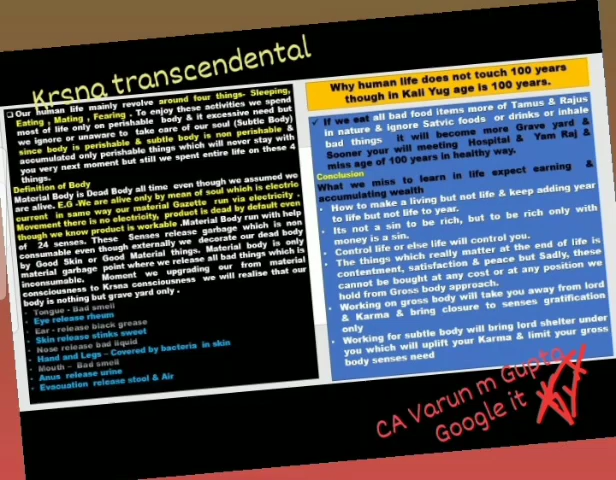 Krsna transcendental
Our human life mainly revolve around four things- Sleeping,
Eating , Mating , Fearing . To enjoy these activities we spend
most of life only on perishable body & it excessive need but
we ignore or unaware to take care of our soul (Subtle Body)
since body is perishable & subtle body is non perishable &
accumulated only perishable things which will never stay with
you very next moment but still we spent entire life on these 4
things.
Definition of Body
Material Body is Dead Body all time even though we assumed we
are alive. E.G -We are alive only by mean of soul which is electric
current in same way our material Gazette run via electricity .
Movement there is no electricity, product is dead by default even
though we know product is workable .Material Body run with help
of 24 senses. These Senses release garbage which is non
consumable even though externally we decorate our dead body
by Good Skin or Good Material things. Material body is only
material garbage point where we release all bad things which is
inconsumable. Moment we upgrading our from material
consciousness to Krsna consciousness we will realise that our
body is nothing but grave yard only .
Tongue - Bad smell
Eye release rheum
Ear - release black grease
Skin release stinks sweet
Nose release bad liquid
Hand and Legs – Covered by bacteria in skin
Mouth – Bad smell
Anus release urine
Evacuation release stool & Air
Why human life does not touch 100 years
though in Kali Yug age is 100 years.
✓ If we eat all bad food items more of Tamus & Rajus
in nature & ignore Satvic foods or drinks or inhale
bad things it will become more Grave yard &
Sooner your will meeting Hospital & Yam Raj &
miss age of 100 years in healthy way.
Conclusion
What we miss to learn in life expect earning &
accumulating wealth
• How to make a living but not life & keep adding year
to life but not life to year.
• Its not a sin to be rich, but to be rich only with
money is a sin.
• Control life or else life will control you.
• The things which really matter at the end of life is
contentment, satisfaction & peace but Sadly, these
cannot be bought at any cost or at any position we
hold from Gross body approach.
• Working on gross body will take you away from lord
& Karma & bring closure to senses gratification
only
• Working for subtle body will bring lord shelter under
you which will uplift your Karma & limit your gross
body senses need
CA Varun m Gupta
Google it